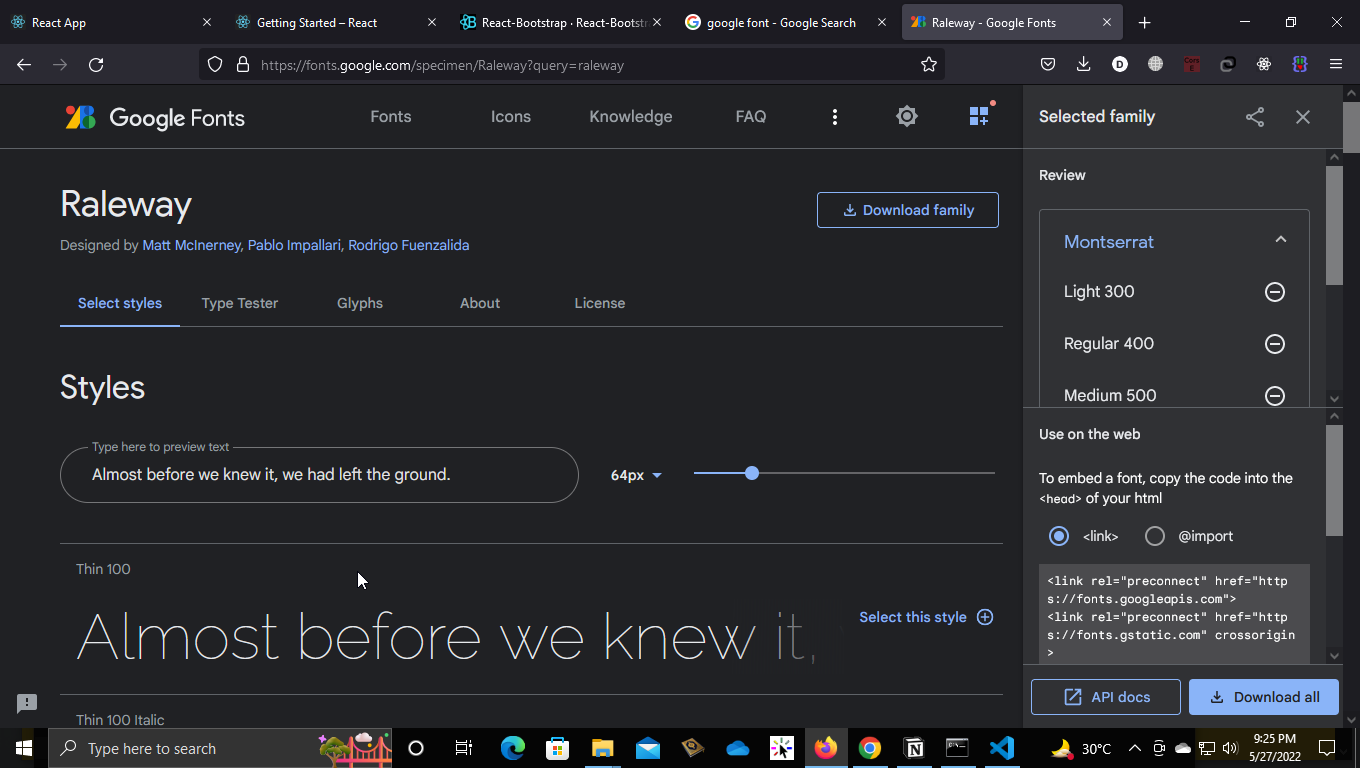 React App
Getting Started – React
React-Bootstrap · React-Bootstr
google font - Google Search
Raleway - Google Fonts
https://fonts.google.com/specimen/Raleway?query=raleway
Google Fonts
Fonts
Icons
Knowledge
FAQ
Raleway
Download family
Designed by Matt McInerney, Pablo Impallari, Rodrigo Fuenzalida
Select styles
Type Tester
Glyphs
About
License
Styles
Type here to preview text
Almost before we knew it, we had left the ground.
64px
Thin 100
Almost before we knew it,
Select this style
Thin 100 Italic
Selected family
Review
Montserrat
Light 300
Regular 400
Medium 500
Use on the web
To embed a font, copy the code into the
<head> of your html
<link>
@import
<link rel="preconnect" href="http
s://fonts.googleapis.com">
<link rel="preconnect" href="http
s://fonts.gstatic.com" crossorigin
>
API docs
Download all
Type here to search
30°C
9:25 PM
5/27/2022